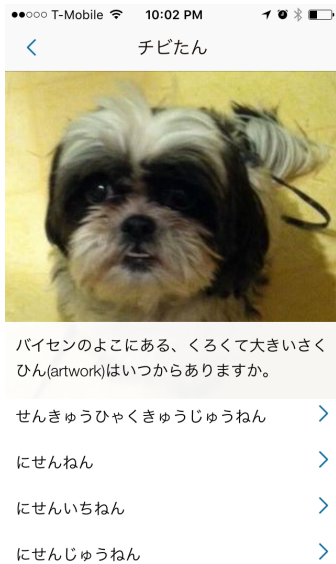 T-Mobile 10:02 PM
チビたん
バイセンのよこにある、くろくて大きいさく
ひん(artwork)はいつからありますか。
せんきゅうひゃくきゅうじゅうねん
にせんねん
にせんいちねん
にせんじゅうねん